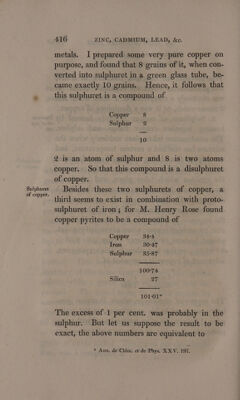 416 ZINC, CADMIUM, LEAD, &c.
metals. I prepared some very pure copper on
purpose, and found that 8 grains of it, when con-
verted into sulphuret in a green glass tube, be-
came exactly 10 grains. Hence, it follows that
this sulphuret is a compound of
Copper 8
Sulphur 2
10
2 is an atom of sulphur and 8 is two atoms
copper. So that this compound is a disulphuret
of copper.
Sulphurets
of copper.
Besides these two sulphurets of copper, a
third seems to exist in combination with proto-
sulphuret of iron; for M. Henry Rose found
copper pyrites to be a compound of
Copper 34·4
Iron 30·47
Sulphur 35·87
100·74
Silica 27
101·01*
The excess of 1 per cent. was probably in the
sulphur. But let us suppose the result to be
exact, the above numbers are equivalent to
* Ann. de Chim. et de Phys. XXV. 197.